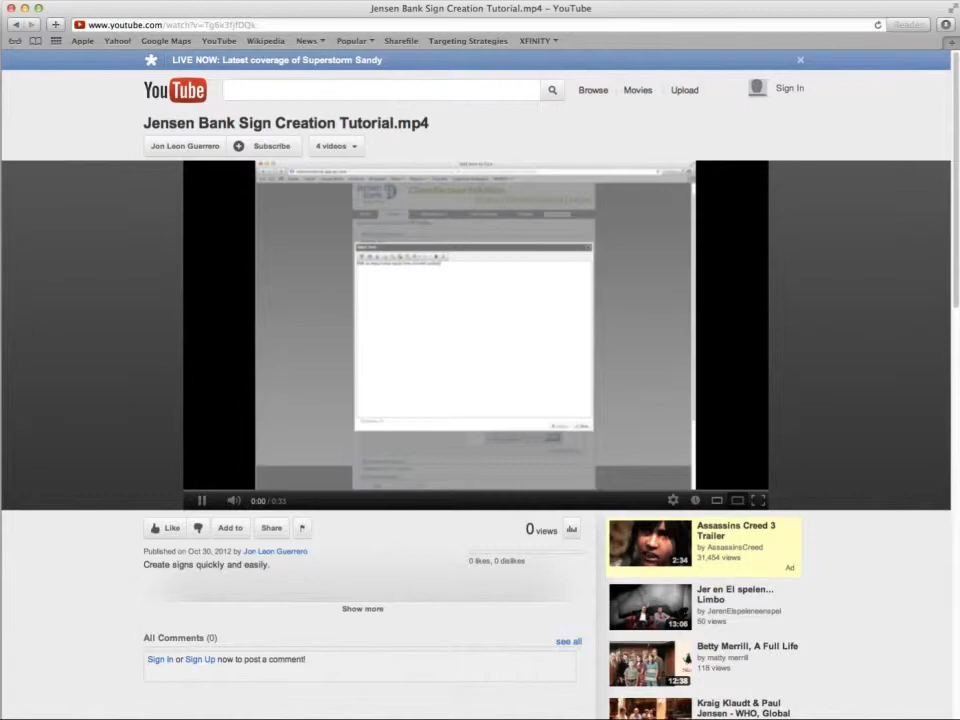 Jensen Bank Sign Creation Tutorial.mp4 – YouTube
www.youtube.com/watch?v=Tg6x3fjfDQk
Reader
Apple Yahoo! Google Maps YouTube Wikipedia News Popular Sharefile Targeting Strategies XFINITY
LIVE NOW: Latest coverage of Superstorm Sandy
YouTube
Browse Movies Upload Sign In
Jensen Bank Sign Creation Tutorial.mp4
Jon Leon Guerrero Subscribe 4 videos
JENSEN
BANK
0:00 / 0:33
Like Add to Share 0 views
Published on Oct 30, 2012 by Jon Leon Guerrero
0 likes, 0 dislikes
Create signs quickly and easily.
Show more
All Comments (0) see all
Sign In or Sign Up now to post a comment!
Assassins Creed 3
Trailer
by AssassinsCreed
31,454 views
2:34
Ad
Jer en El spelen...
Limbo
by JerenElspeleneenspel
50 views
13:06
Betty Merrill, A Full Life
by matty merrill
118 views
12:38
Kraig Klaudt & Paul
Jensen - WHO, Global